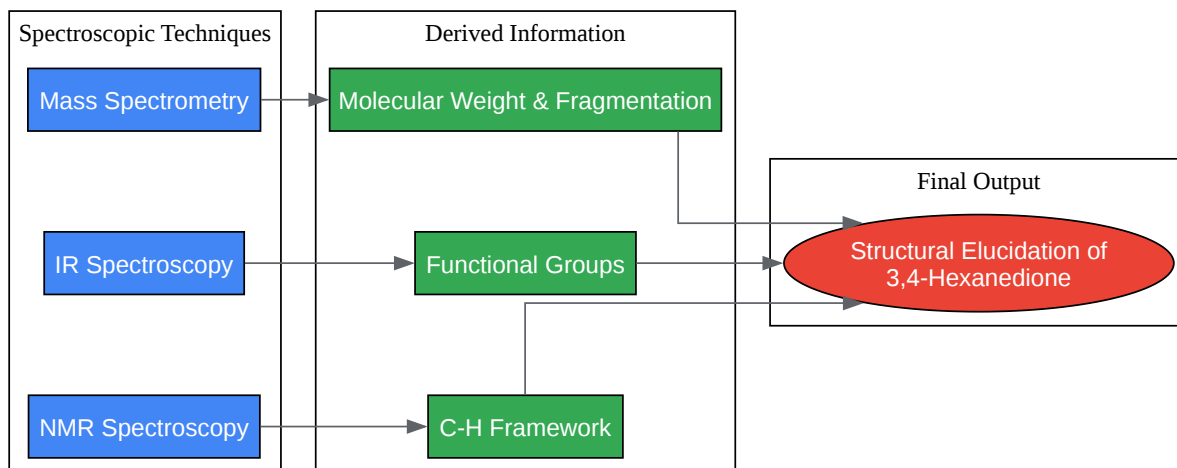 Spectroscopic Techniques
Derived Information
Mass Spectrometry
Molecular Weight & Fragmentation
Final Output
IR Spectroscopy
Functional Groups
Structural Elucidation of
3,4-Hexanedione
NMR Spectroscopy
C-H Framework